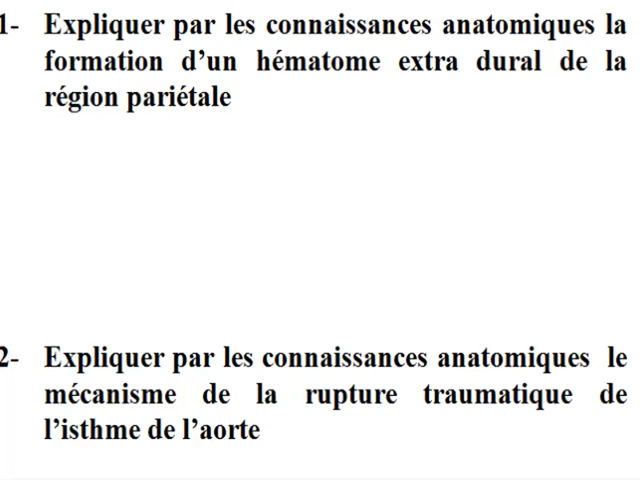 1- Expliquer par les connaissances anatomiques la
formation d’un hématome extra dural de la
région pariétale
2- Expliquer par les connaissances anatomiques le
mécanisme de la rupture traumatique de
l’isthme de l’aorte